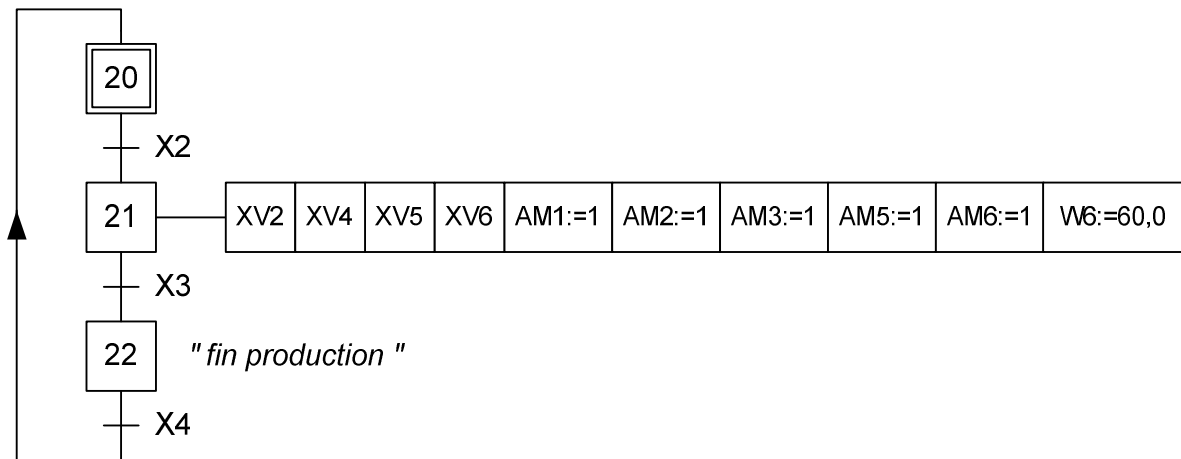 20
X2
21 XV2 XV4 XV5 XV6 AM1:=1 AM2:=1 AM3:=1 AM5:=1 AM6:=1 W6:=60,0
X3
22 " fin production "
X4